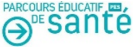 PARCOURS ÉDUCATIF PES
de santé